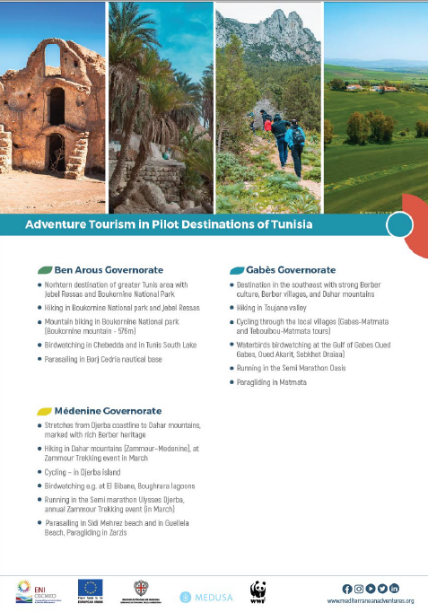 Adventure Tourism in Pilot Destinations of Tunisia
Ben Arous Governorate
Norhtern destination of greater Tunis area with
Jebel Ressas and Boukornine National Park
Hiking in Boukornine National park and Jebel Ressas
Mountain biking in Boukornine National park
(Boukornine mountain - 576m)
Birdwatching in Chebedda and in Tunis South Lake
Parasailing in Borj Cedria nautical base
Médenine Governorate
Stretches from Djerba coastline to Dahar mountains,
marked with rich Berber heritage
Hiking in Dahar mountains (Zammour-Medenine), at
Zammour Trekking event in March
Cycling – in Djerba island
Birdwatching e.g. at El Bibane, Boughrara lagoons
Running in the Semi marathon Ulysses Djerba,
annual Zammour Trekking event (in March)
Parasailing in Sidi Mehrez beach and in Guellela
Beach, Paragliding in Zarzis
Gabès Governorate
Destination in the southeast with strong Berber
culture, Berber villages, and Dahar mountains
Hiking in Toujane valley
Cycling through the local villages (Gabes-Matmata
and Teboulbou-Matmata tours)
Waterbirds birdwatching at the Gulf of Gabes Oued
Gabes, Oued Akarit, Sebkhet Dreiaa)
Running in the Semi Marathon Oasis
Paragliding in Matmata
ENI
CBCMED
EUROPEAN UNION
MEDUSA
WWF
www.mediterraneanadventures.org